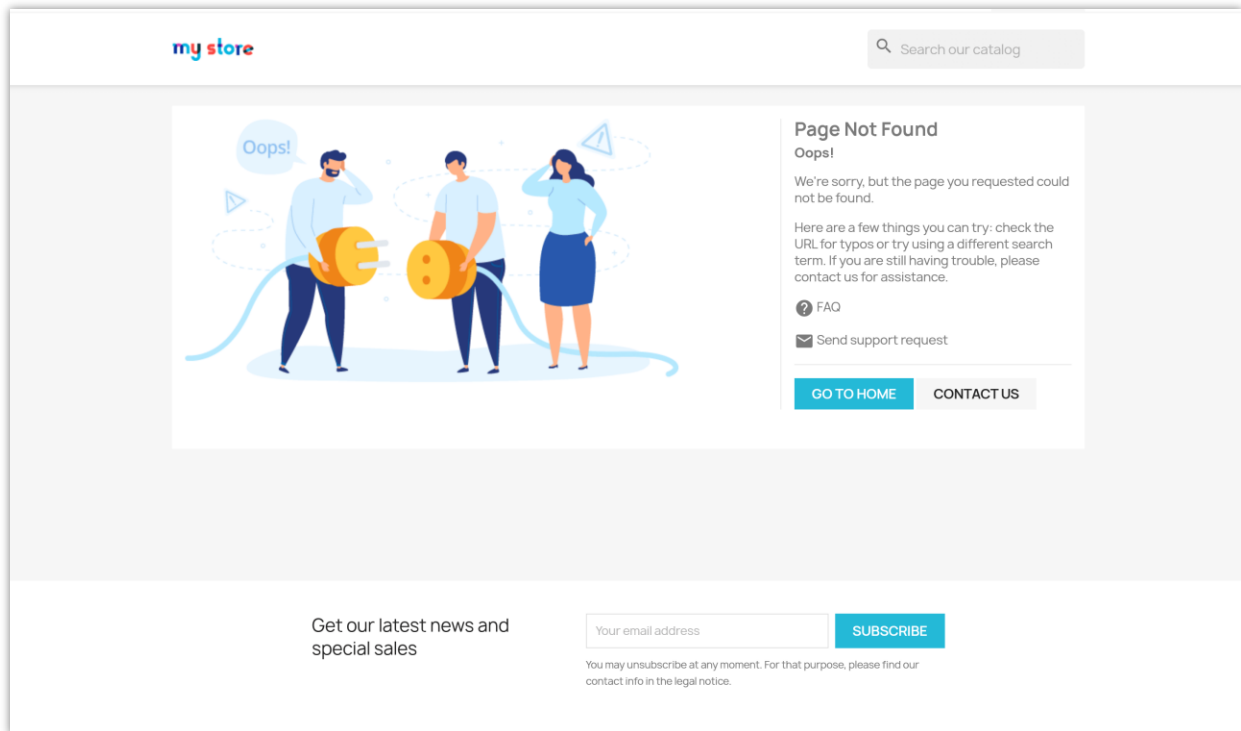 my store
Search our catalog
Oops!
Page Not Found
Oops!
We're sorry, but the page you requested could
not be found.
Here are a few things you can try: check the
URL for typos or try using a different search
term. If you are still having trouble, please
contact us for assistance.
FAQ
Send support request
GO TO HOME
CONTACT US
Get our latest news and
special sales
Your email address
SUBSCRIBE
You may unsubscribe at any moment. For that purpose, please find our
contact info in the legal notice.